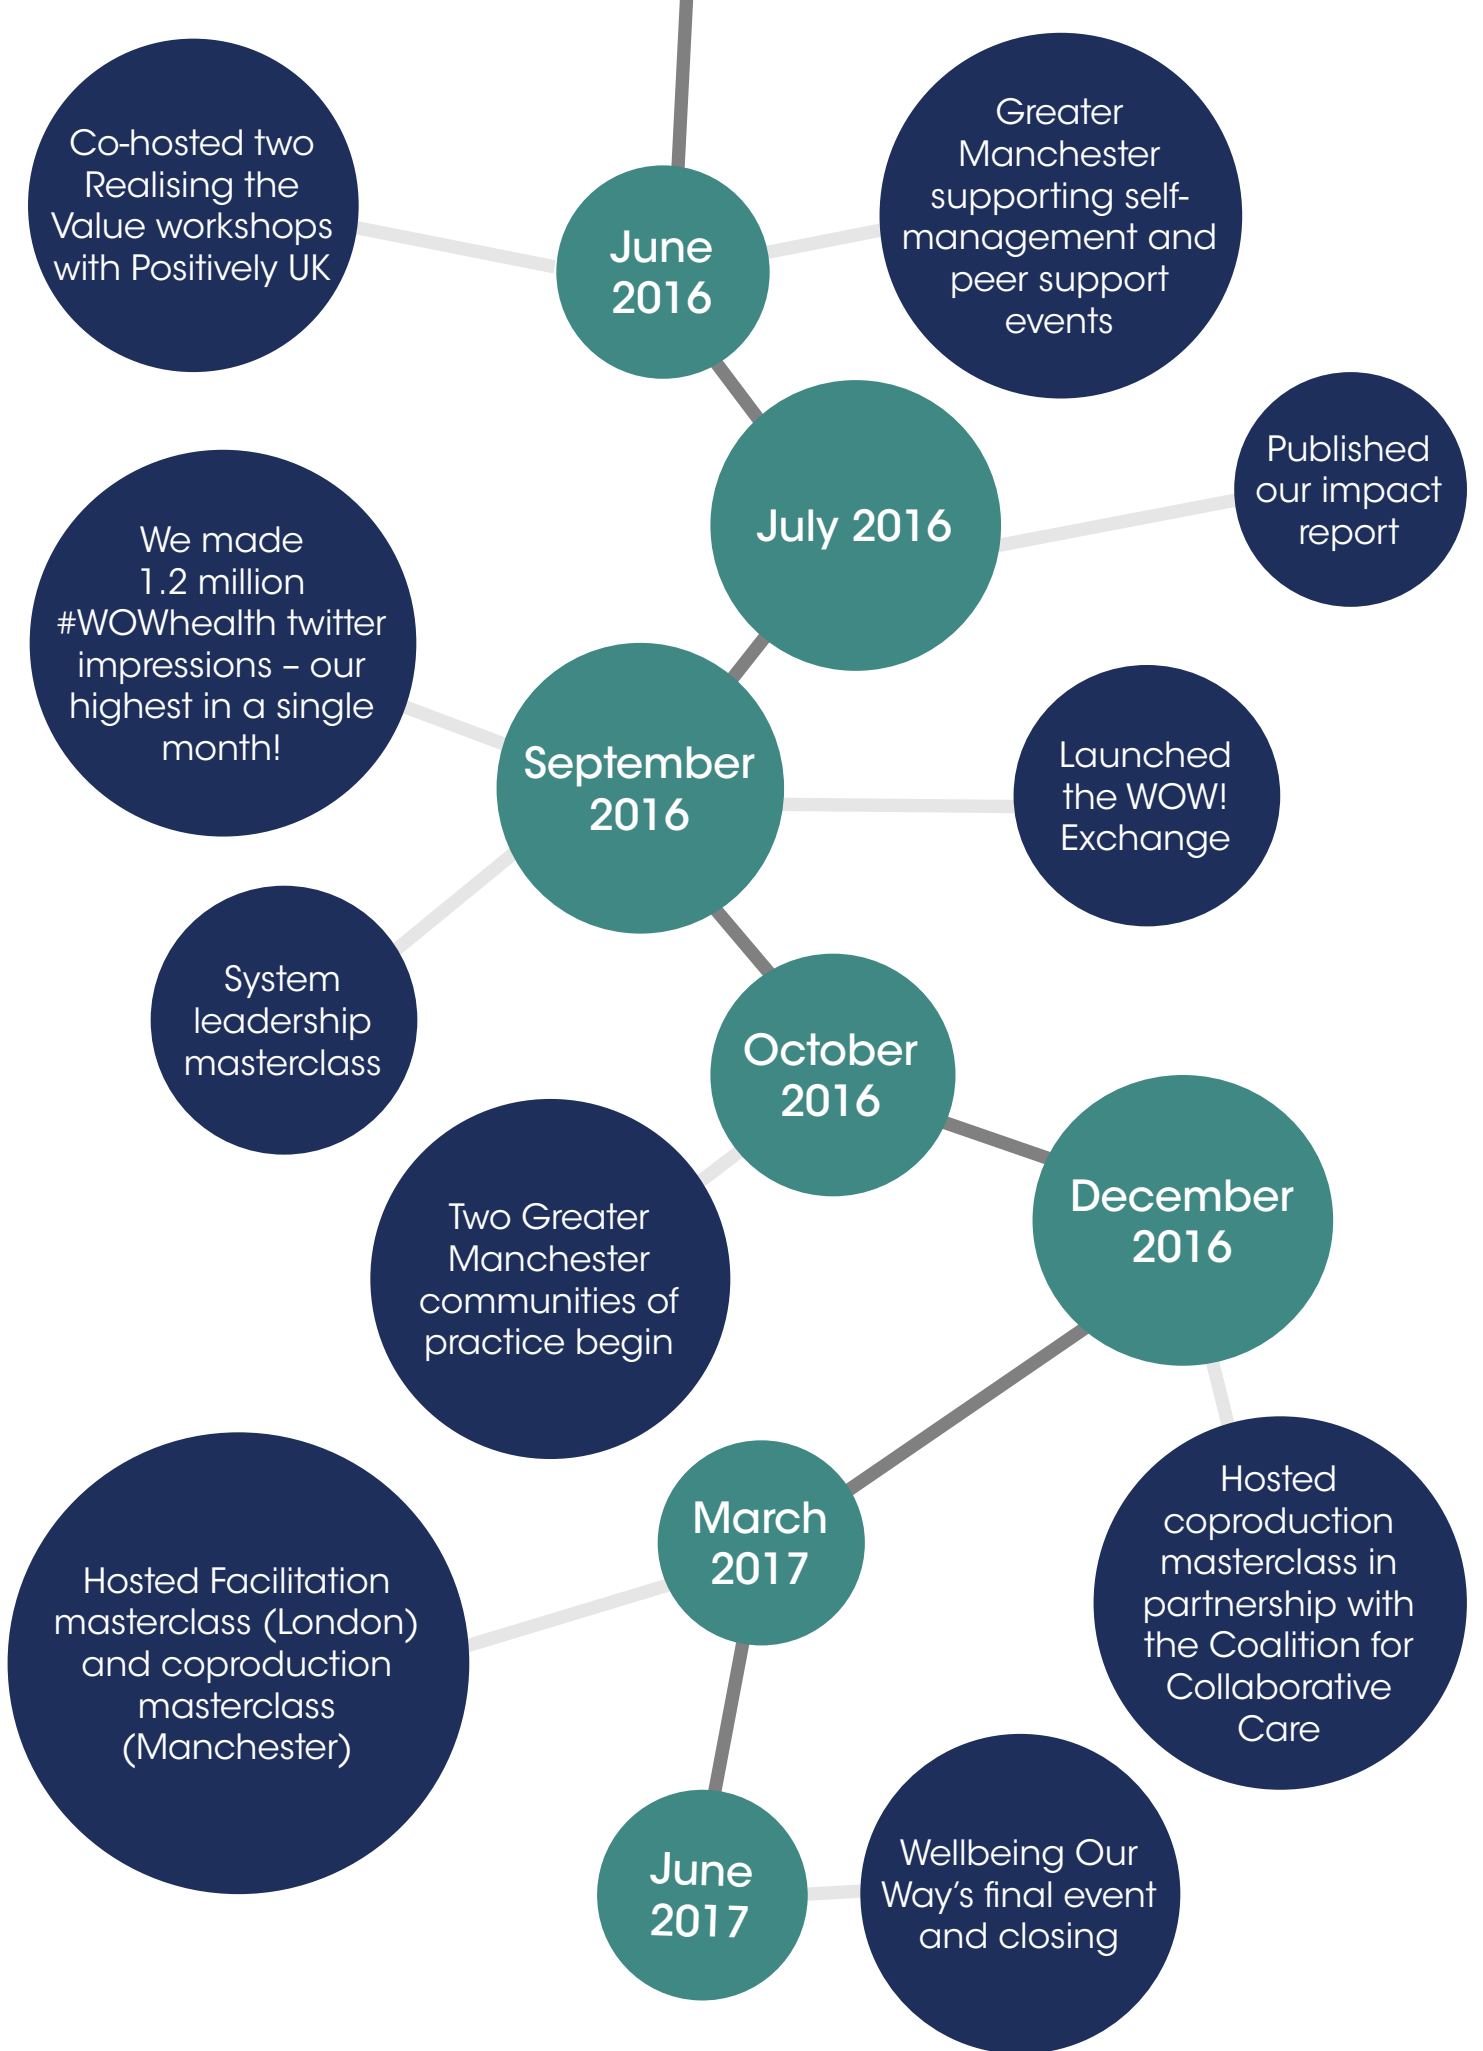 Co-hosted two
Realising the
Value workshops
with Positively UK
June
2016
Greater
Manchester
supporting self-
management and
peer support
events
July 2016
Published
our impact
report
We made
1.2 million
#WOWhealth twitter
impressions – our
highest in a single
month!
September
2016
Launched
the WOW!
Exchange
System
leadership
masterclass
October
2016
Two Greater
Manchester
communities of
practice begin
December
2016
Hosted
coproduction
masterclass in
partnership with
the Coalition for
Collaborative
Care
March
2017
Hosted Facilitation
masterclass (London)
and coproduction
masterclass
(Manchester)
June
2017
Wellbeing Our
Way’s final event
and closing